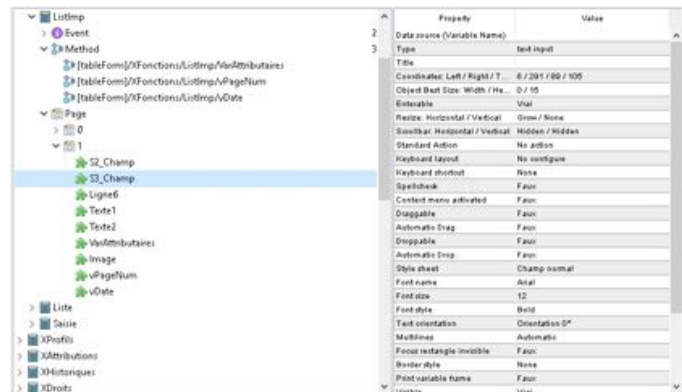 ListImp
Event 2
Method 3
[tableForm]/XFonctions/ListImp/VarAttributaires
[tableForm]/XFonctions/ListImp/vPageNum
[tableForm]/XFonctions/ListImp/vDate
Page
0
1
S2_Champ
S3_Champ
Ligne6
Texte1
Texte2
VarAttributaires
Image
vPageNum
vDate
Liste
Saisie
XProfils
XAttributions
XHistoriques
XDroits
Property Value
Data source (Variable Name)
Type text input
Title
Coordinates: Left / Right / T... 6 / 291 / 89 / 105
Object Best Size: Width / He... 0 / 15
Enterable Vrai
Resize: Horizontal / Vertical Grow / None
Scrollbar: Horizontal / Vertical Hidden / Hidden
Standard Action No action
Keyboard layout No configure
Keyboard shortcut None
Spellcheck Faux
Context menu activated Faux
Draggable Faux
Automatic Drag Faux
Droppable Faux
Automatic Drop Faux
Style sheet Champ normal
Font name Arial
Font size 12
Font style Bold
Text orientation Orientation 0°
Multilines Automatic
Focus rectangle invisible Faux
Border style None
Print variable frame Faux